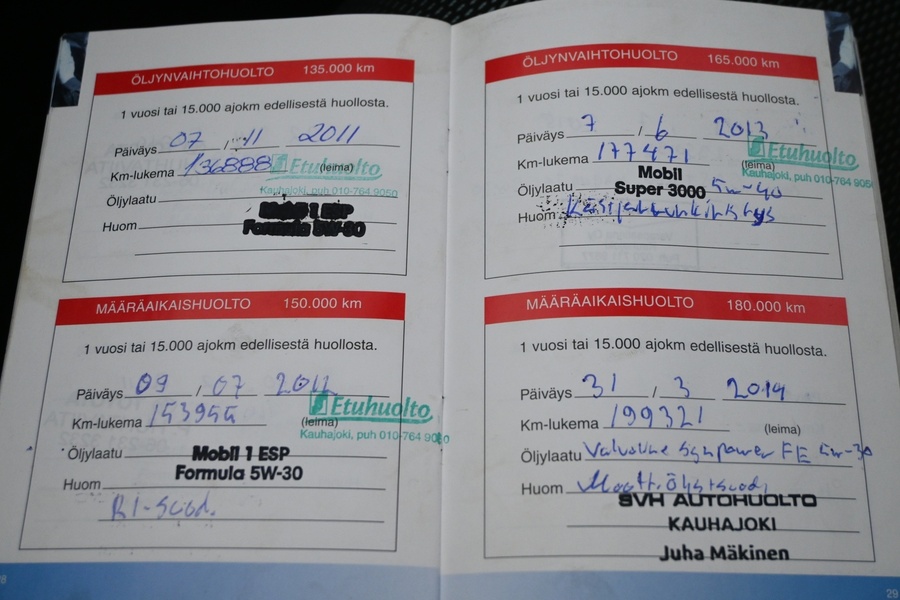 ÖLJYNVAIHTOHUOLTO 135.000 km
1 vuosi tai 15.000 ajokm edellisestä huollosta.
Päiväys 07 / 11 2011
Km-lukema 136888 (leima)
Etuhuolto
Kauhajoki, puh 010-764 9050
Öljylaatu
Mobil 1 ESP
Huom
Formula 5W-30
MÄÄRÄAIKAISHUOLTO 150.000 km
1 vuosi tai 15.000 ajokm edellisestä huollosta.
Päiväys 09 / 07
Km-lukema (leima)
Etuhuolto
Kauhajoki, puh 010-764 9050
Öljylaatu Mobil 1 ESP
Formula 5W-30
Huom
28
ÖLJYNVAIHTOHUOLTO 165.000 km
1 vuosi tai 15.000 ajokm edellisestä huollosta.
Päiväys 7 / 6 2013
Km-lukema 177471 (leima)
Etuhuolto
Kauhajoki, puh 010-764 9050
Öljylaatu Mobil
Super 3000 5w-40
Huom
MÄÄRÄAIKAISHUOLTO 180.000 km
1 vuosi tai 15.000 ajokm edellisestä huollosta.
Päiväys 31 / 3 2014
Km-lukema 199321 (leima)
Öljylaatu Valvoline Synpower FE 5w-30
Huom
SVH AUTOHUOLTO
KAUHAJOKI
Juha Mäkinen
29